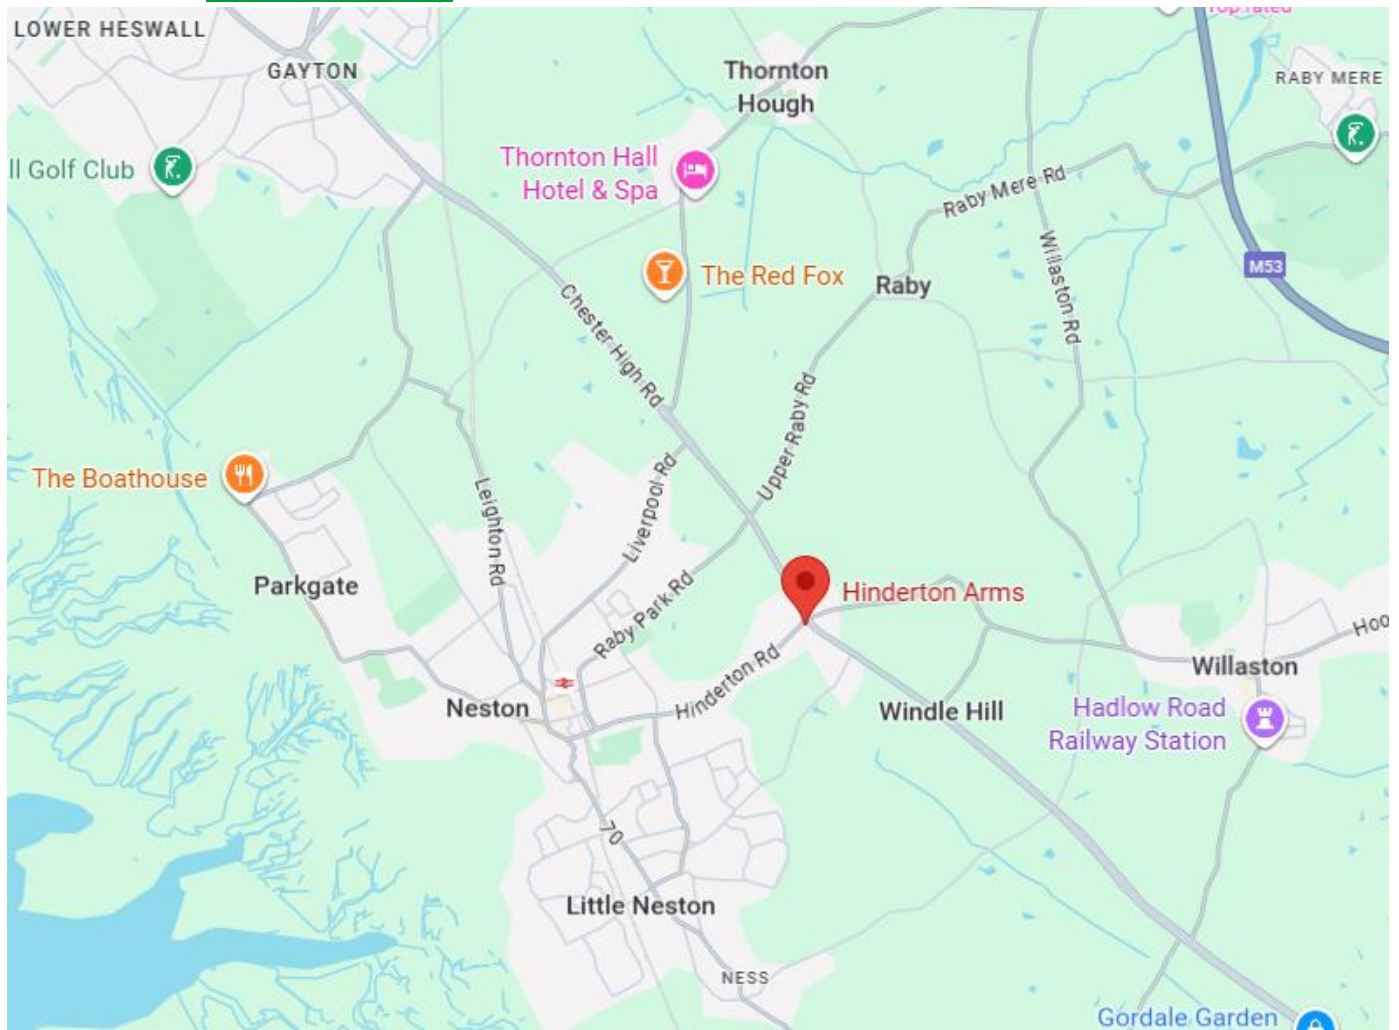 Top rated
LOWER HESWALL
GAYTON
Thornton
Hough
RABY MERE
Thornton Hall
Hotel & Spa
ll Golf Club
Raby Mere Rd
Willaston Rd
M53
The Red Fox
Raby
Chester High Rd
Upper Raby Rd
The Boathouse
Liverpool Rd
Leighton Rd
Parkgate
Raby Park Rd
Hinderton Arms
Hoo
Willaston
Hinderton Rd
Neston
Windle Hill
Hadlow Road
Railway Station
70
Little Neston
NESS
Gordale Garden